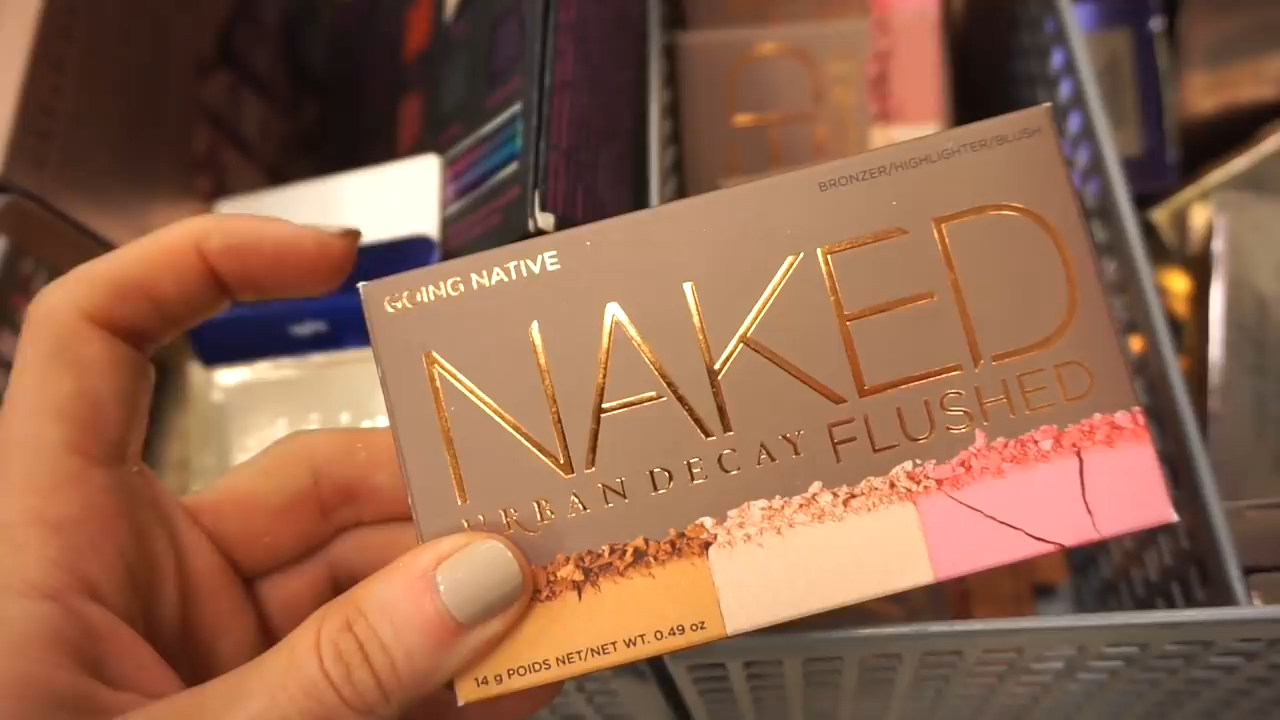 BRONZER/HIGHLIGHTER/BLUSH
GOING NATIVE
NAKED
FLUSHED
URBAN DECAY
14 g POIDS NET/NET WT. 0.49 oz